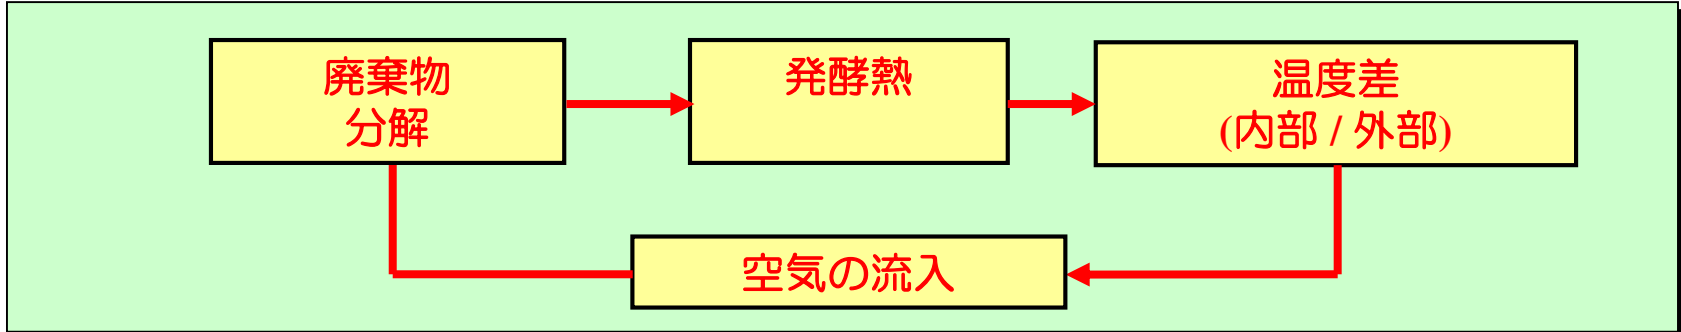 廃棄物
分解
発酵熱
温度差
(内部 / 外部)
空気の流入